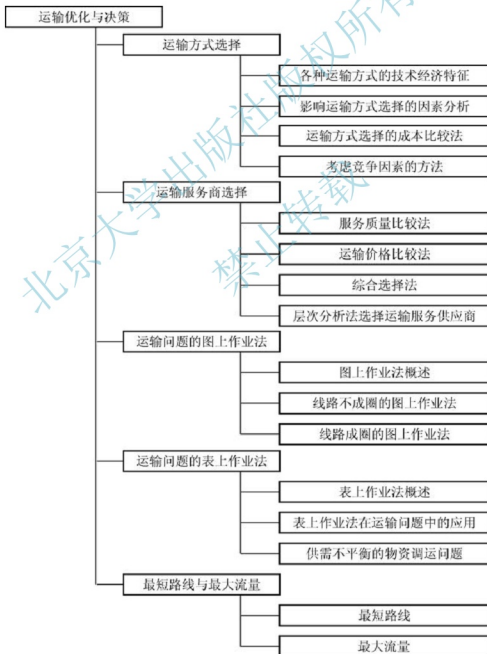 运输优化与决策
运输方式选择
各种运输方式的技术经济特征
影响运输方式选择的因素分析
运输方式选择的成本比较法
考虑竞争因素的方法
运输服务商选择
服务质量比较法
运输价格比较法
综合选择法
层次分析法选择运输服务供应商
运输问题的图上作业法
图上作业法概述
线路不成圈的图上作业法
线路成圈的图上作业法
运输问题的表上作业法
表上作业法概述
表上作业法在运输问题中的应用
供需不平衡的物资调运问题
最短路线与最大流量
最短路线
最大流量
北京大学出版社版权所有
禁止转载